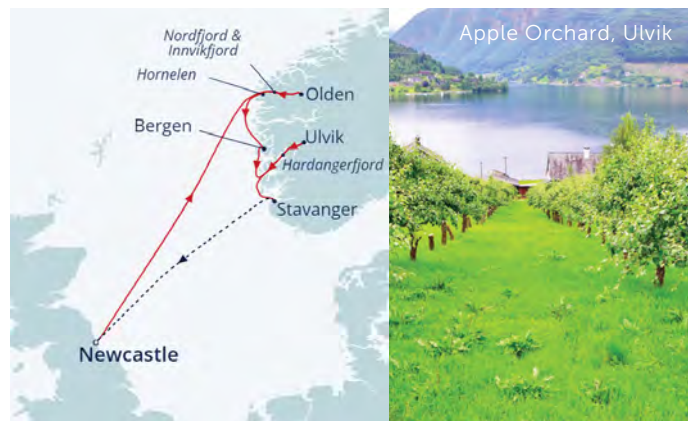 Nordfjord &
Innvikfjord
Hornelen
Olden
Bergen
Ulvik
Hardangerfjord
Stavanger
Newcastle
Apple Orchard, Ulvik